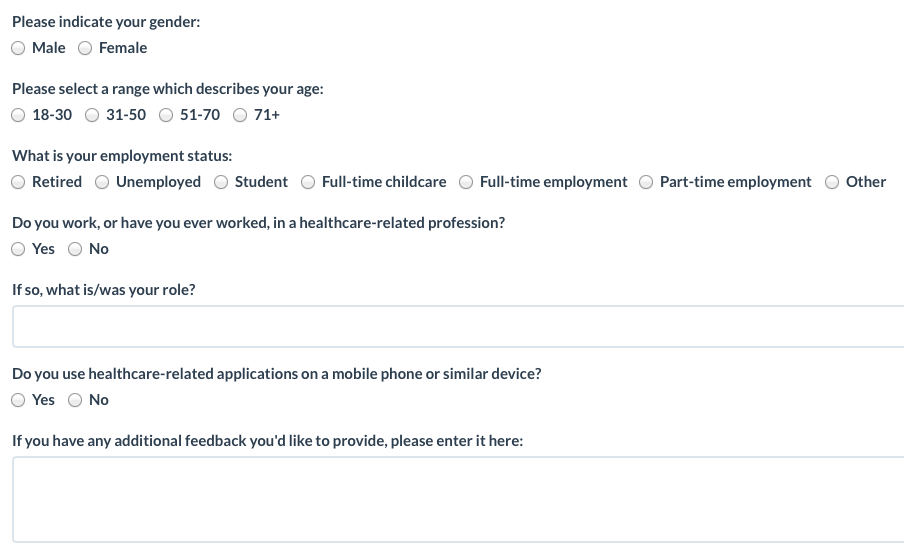 Please indicate your gender:
Male Female
Please select a range which describes your age:
18-30 31-50 51-70 71+
What is your employment status:
Retired Unemployed Student Full-time childcare Full-time employment Part-time employment Other
Do you work, or have you ever worked, in a healthcare-related profession?
Yes No
If so, what is/was your role?
Do you use healthcare-related applications on a mobile phone or similar device?
Yes No
If you have any additional feedback you'd like to provide, please enter it here: